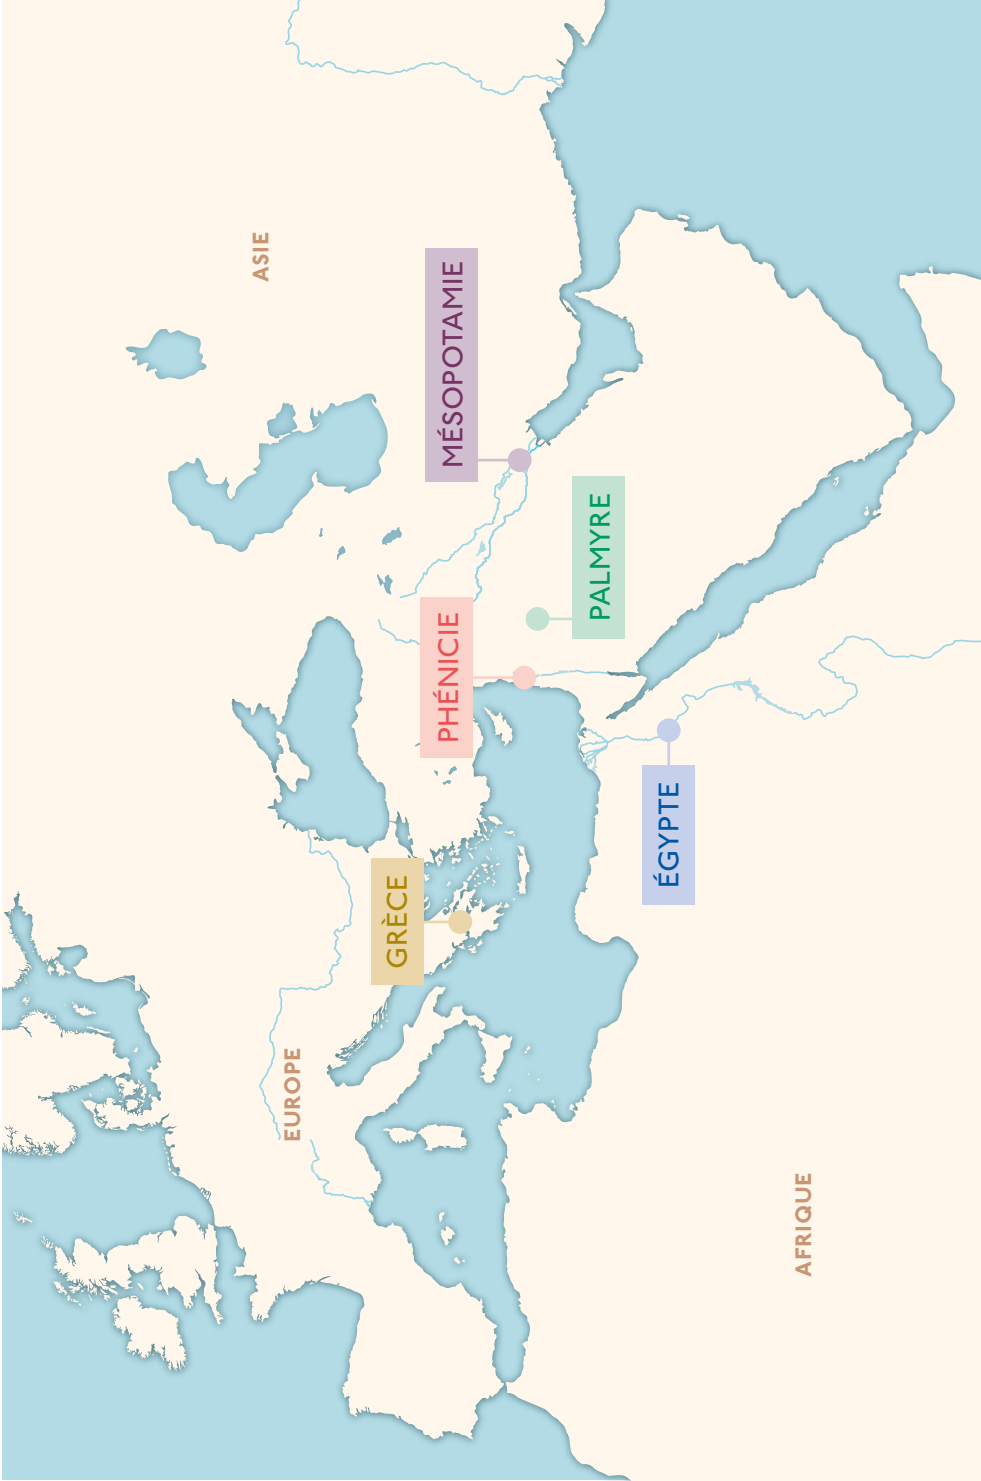 EUROPE
ASIE
GRÈCE
PHÉNICIE
MÉSOPOTAMIE
PALMYRE
ÉGYPTE
AFRIQUE